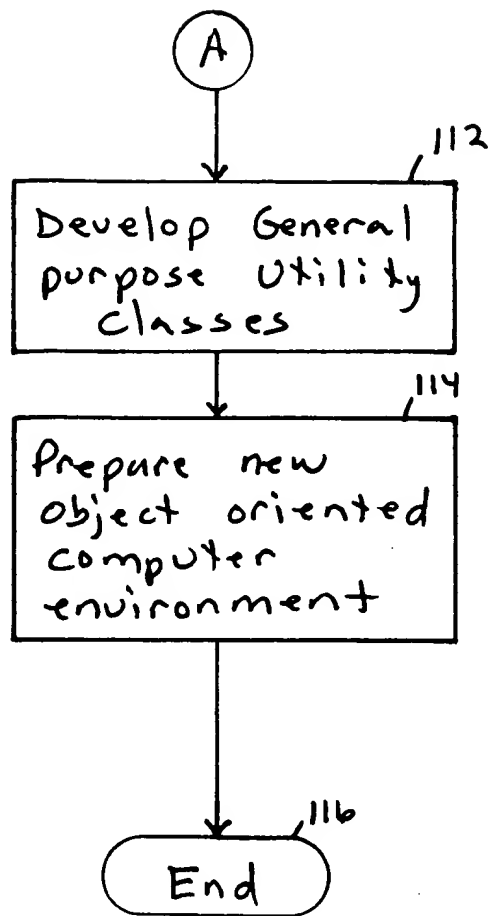 A
112
Develop General
purpose Utility
Classes
114
Prepare new
object oriented
computer
environment
116
End